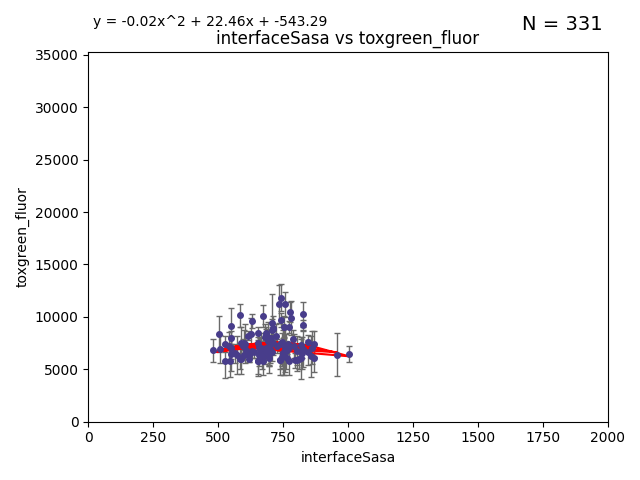 y = -0.02x^2 + 22.46x + -543.29
N = 331
interfaceSasa vs toxgreen_fluor
35000
30000
25000
20000
15000
10000
5000
0
toxgreen_fluor
0 250 500 750 1000 1250 1500 1750 2000
interfaceSasa